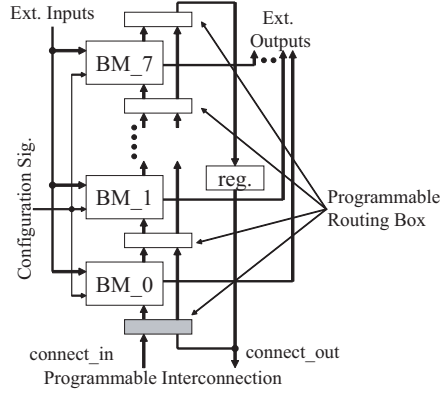 Ext. Inputs
Ext.
Outputs
BM_7
Configuration Sig.
reg.
BM_1
Programmable
Routing Box
BM_0
connect_in
connect_out
Programmable Interconnection